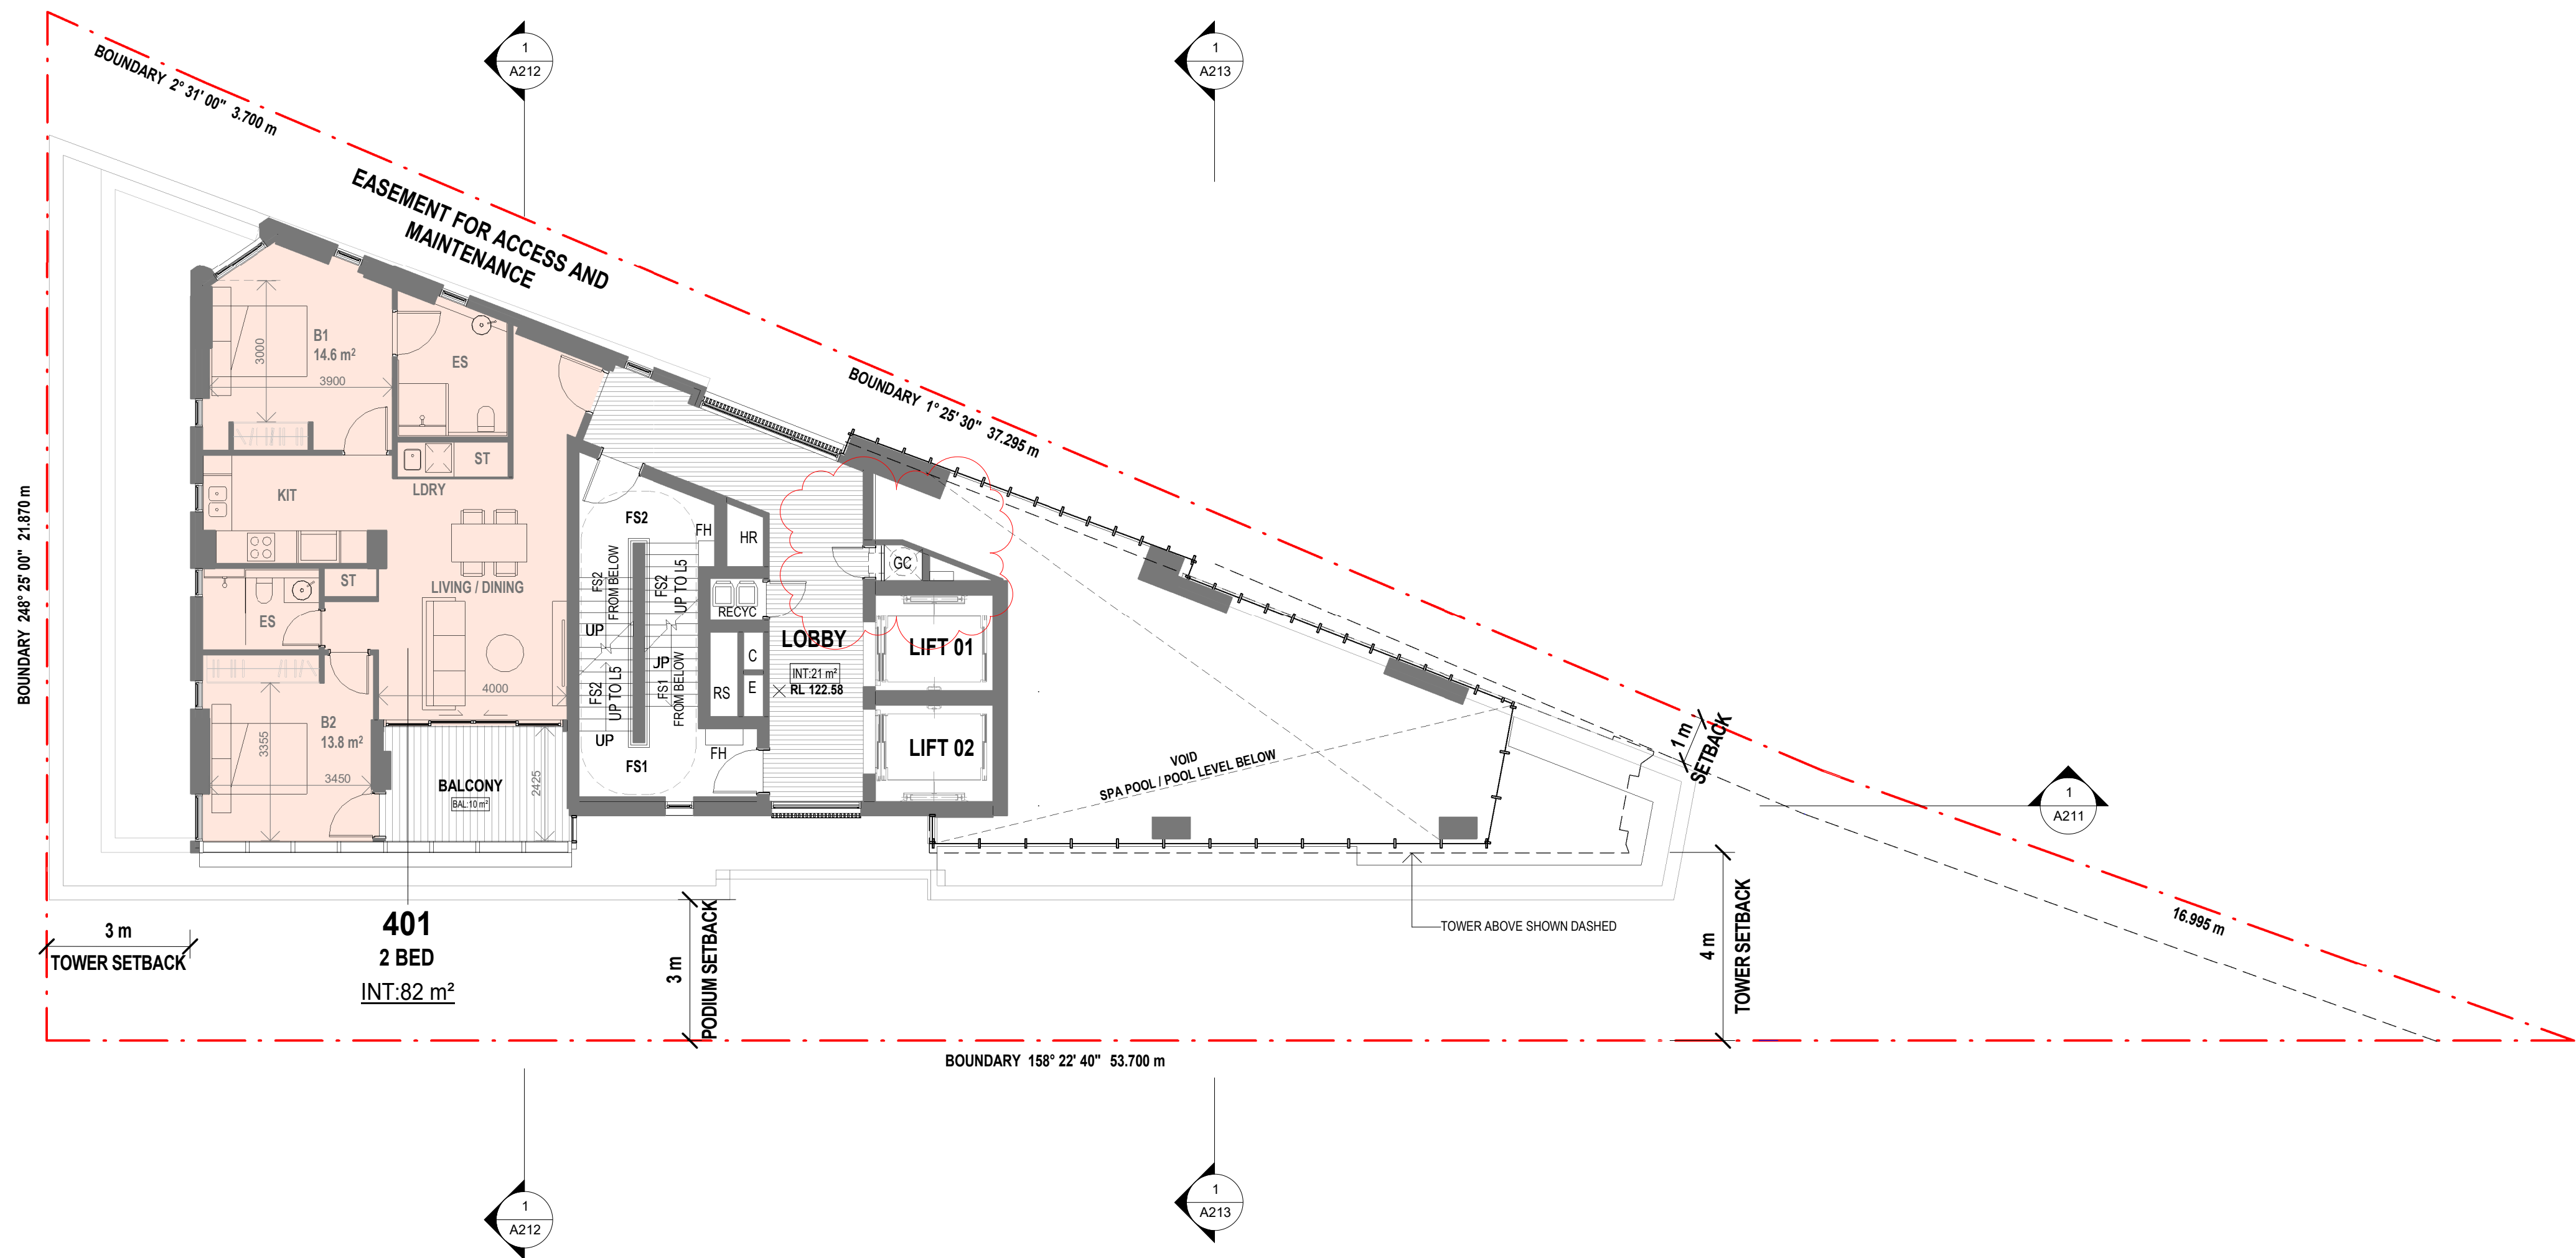 1
A212
1
A213
BOUNDARY 2° 31' 00" 3.700 m
EASEMENT FOR ACCESS AND
MAINTENANCE
BOUNDARY 1° 25' 30" 37.295 m
B1
14.6 m²
3000
3900
ES
ST
LDRY
KIT
LIVING / DINING
ST
ES
4000
B2
13.8 m²
3355
3450
BALCONY
BAL:10 m²
2425
FS2
FH
HR
FS2
FROM BELOW
FS2
UP TO L5
UP
RECYC
UP
FS2
UP TO L5
FS1
FROM BELOW
UP
FS1
FH
RS
C
E
LOBBY
INT:21 m²
RL 122.58
GC
LIFT 01
LIFT 02
VOID
SPA POOL / POOL LEVEL BELOW
1 m
SETBACK
1
A211
BOUNDARY 248° 25' 00" 21.870 m
401
2 BED
INT:82 m²
3 m
TOWER SETBACK
3 m
PODIUM SETBACK
TOWER ABOVE SHOWN DASHED
4 m
TOWER SETBACK
16.995 m
BOUNDARY 158° 22' 40" 53.700 m
1
A212
1
A213